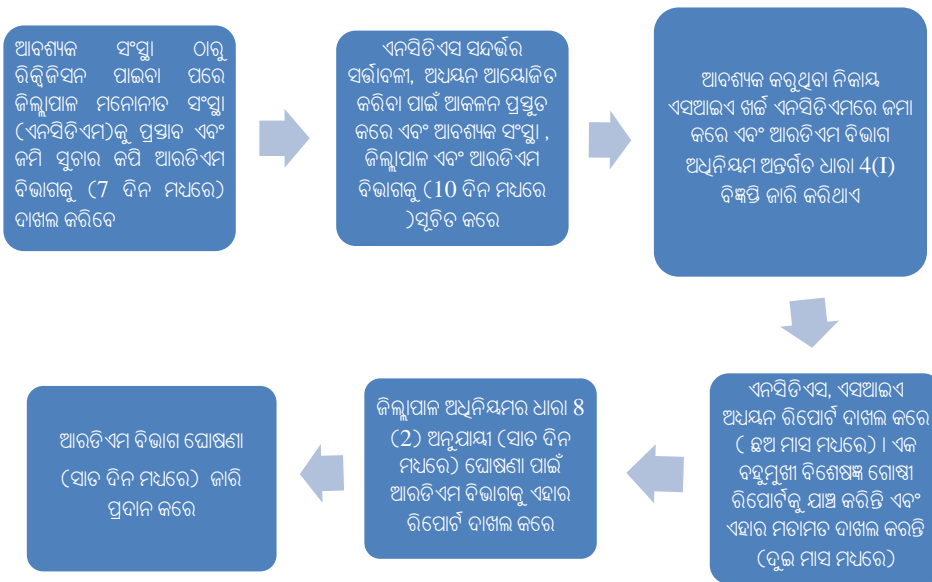 ଆବଶ୍ୟକ ସଂସ୍ଥା ଠାରୁ
ରିକ୍ୱିଜିସନ ପାଇବା ପରେ
ଜିଲ୍ଲାପାଳ ମନୋନୀତ ସଂସ୍ଥା
(ଏନସିଡିଏମ)କୁ ପ୍ରସ୍ତାବ ଏବଂ
ଜମି ସୁଚାର କପି ଆରଡିଏମ
ବିଭାଗକୁ (7 ଦିନ ମଧ୍ୟରେ)
ଦାଖଲ କରିବେ
ଏନସିଡିଏସ ସନ୍ଦର୍ଭର
ସର୍ତ୍ତାବଳୀ, ଅଧ୍ୟୟନ ଆୟୋଜିତ
କରିବା ପାଇଁ ଆକଳନ ପ୍ରସ୍ତୁତ
କରେ ଏବଂ ଆବଶ୍ୟକ ସଂସ୍ଥା ,
ଜିଲ୍ଲାପାଳ ଏବଂ ଆରଡିଏମ
ବିଭାଗକୁ (10 ଦିନ ମଧ୍ୟରେ
)ସୂଚିତ କରେ
ଆବଶ୍ୟକ କରୁଥିବା ନିକାୟ
ଏସଆଇଏ ଖର୍ଚ୍ଚ ଏନସିଡିଏମରେ ଜମା
କରେ ଏବଂ ଆରଡିଏମ ବିଭାଗ
ଅଧିନିୟମ ଅନ୍ତର୍ଗତ ଧାରା 4(I)
ବିଜ୍ଞପ୍ତି ଜାରି କରିଥାଏ
ଏନସିଡିଏସ, ଏସଆଇଏ
ଅଧ୍ୟୟନ ରିପୋର୍ଟ ଦାଖଲ କରେ
( ଛଅ ମାସ ମଧ୍ୟରେ) । ଏକ
ବହୁମୁଖୀ ବିଶେଷଜ୍ଞ ଗୋଷ୍ଠୀ
ରିପୋର୍ଟକୁ ଯାଞ୍ଚ କରିନ୍ତି ଏବଂ
ଏହାର ମତାମତ ଦାଖଲ କରନ୍ତି
(ଦୁଇ ମାସ ମଧ୍ୟରେ)
ଜିଲ୍ଲାପାଳ ଅଧିନିୟମର ଧାରା 8
(2) ଅନୁଯାୟୀ (ସାତ ଦିନ
ମଧ୍ୟରେ) ଘୋଷଣା ପାଇଁ
ଆରଡିଏମ ବିଭାଗକୁ ଏହାର
ରିପୋର୍ଟ ଦାଖଲ କରେ
ଆରଡିଏମ ବିଭାଗ ଘୋଷଣା
(ସାତ ଦିନ ମଧ୍ୟରେ) ଜାରି
ପ୍ରଦାନ କରେ